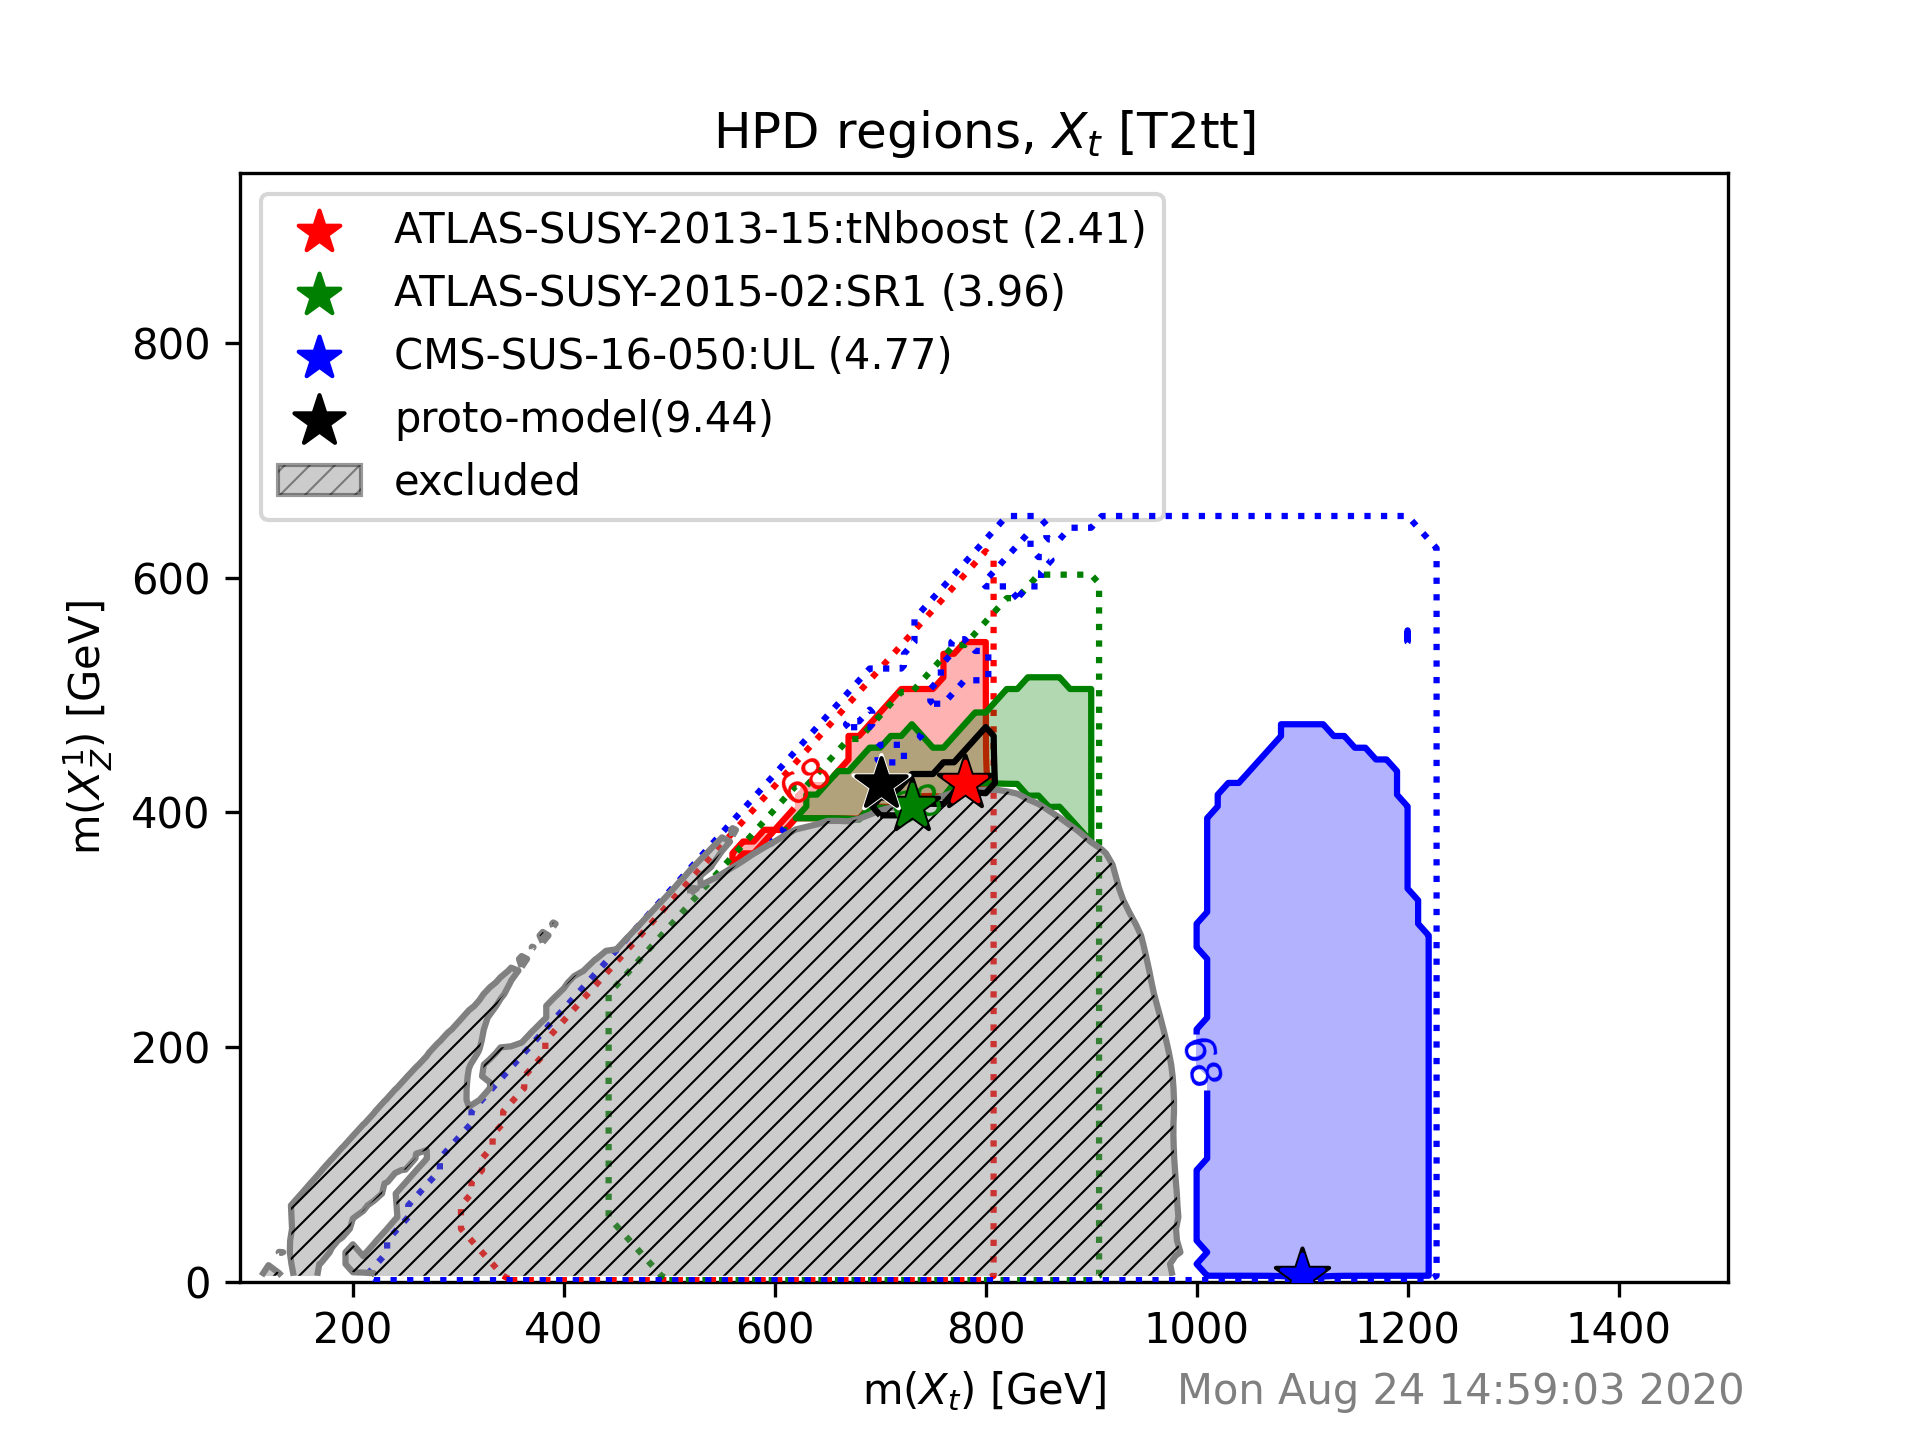 HPD regions, Xt [T2tt]
ATLAS-SUSY-2013-15:tNboost (2.41)
ATLAS-SUSY-2015-02:SR1 (3.96)
CMS-SUS-16-050:UL (4.77)
proto-model(9.44)
excluded
m(X¹Z) [GeV]
800
600
400
200
0
68
68
200 400 600 800 1000 1200 1400
m(Xt) [GeV]
Mon Aug 24 14:59:03 2020